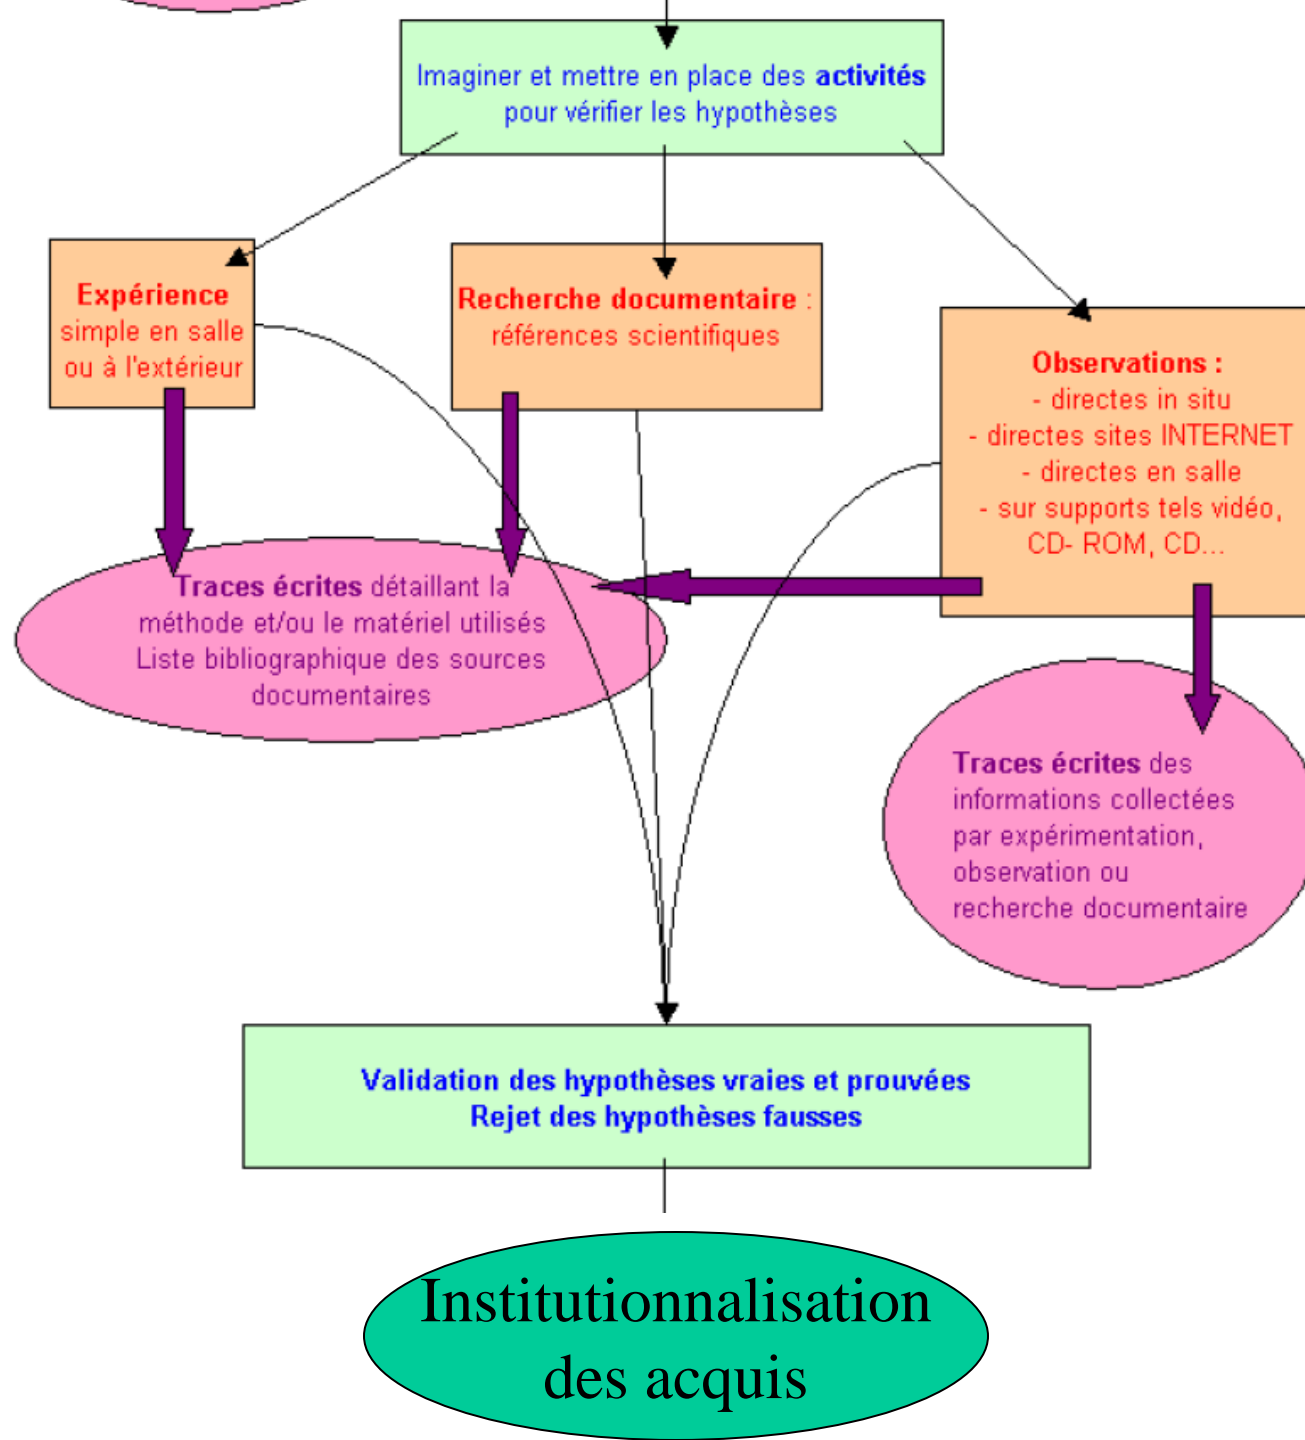 Imaginer et mettre en place des activités
pour vérifier les hypothèses
Expérience
simple en salle
ou à l'extérieur
Recherche documentaire :
références scientifiques
Observations :
- directes in situ
- directes sites INTERNET
- directes en salle
- sur supports tels vidéo,
CD- ROM, CD...
Traces écrites détaillant la
méthode et/ou le matériel utilisés
Liste bibliographique des sources
documentaires
Traces écrites des
informations collectées
par expérimentation,
observation ou
recherche documentaire
Validation des hypothèses vraies et prouvées
Rejet des hypothèses fausses
Institutionnalisation
des acquis